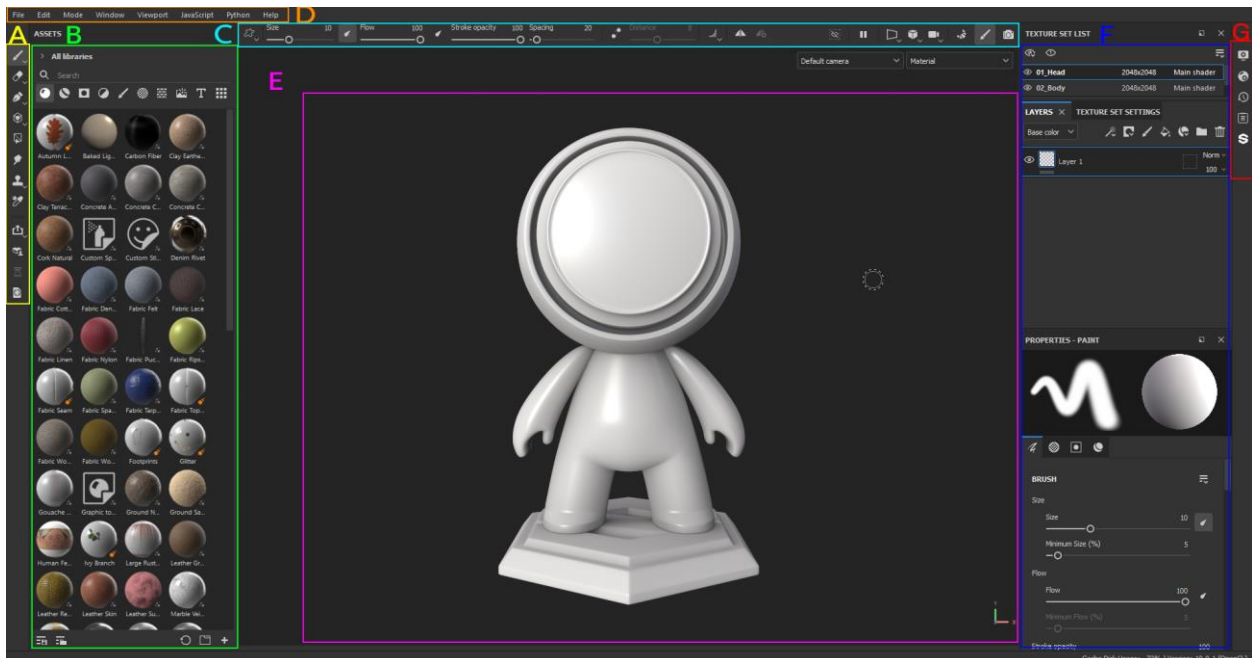 File Edit Mode Window Viewport JavaScript Python Help D
A ASSETS B C Size 10 Flow 100 Stroke opacity 100 Spacing 20 Distance 8 TEXTURE SET LIST F G
All libraries
Search
E
Default camera Material
01_Head 2048x2048 Main shader
02_Body 2048x2048 Main shader
LAYERS TEXTURE SET SETTINGS
Base color
Layer 1 Norm
100
Autumn L... Baked Lig... Carbon Fiber Clay Earthe...
Clay Terrac... Concrete A... Concrete C... Concrete C...
Cork Natural Custom Sp... Custom St... Denim Rivet
Fabric Cott... Fabric Den... Fabric Felt Fabric Lace
Fabric Linen Fabric Nylon Fabric Puc... Fabric Rips...
Fabric Seam Fabric Spa... Fabric Tarp... Fabric Top...
Fabric Wo... Fabric Wo... Footprints Glitter
Gouache ... Graphic to... Ground N... Ground Sa...
Human Fe... Ivy Branch Large Rust... Leather Gr...
Leather Re... Leather Skin Leather Su... Marble Vei...
PROPERTIES - PAINT
BRUSH
Size
Size 10
Minimum Size (%) 5
Flow
Flow 100
Minimum Flow (%) 5
Stroke opacity 100